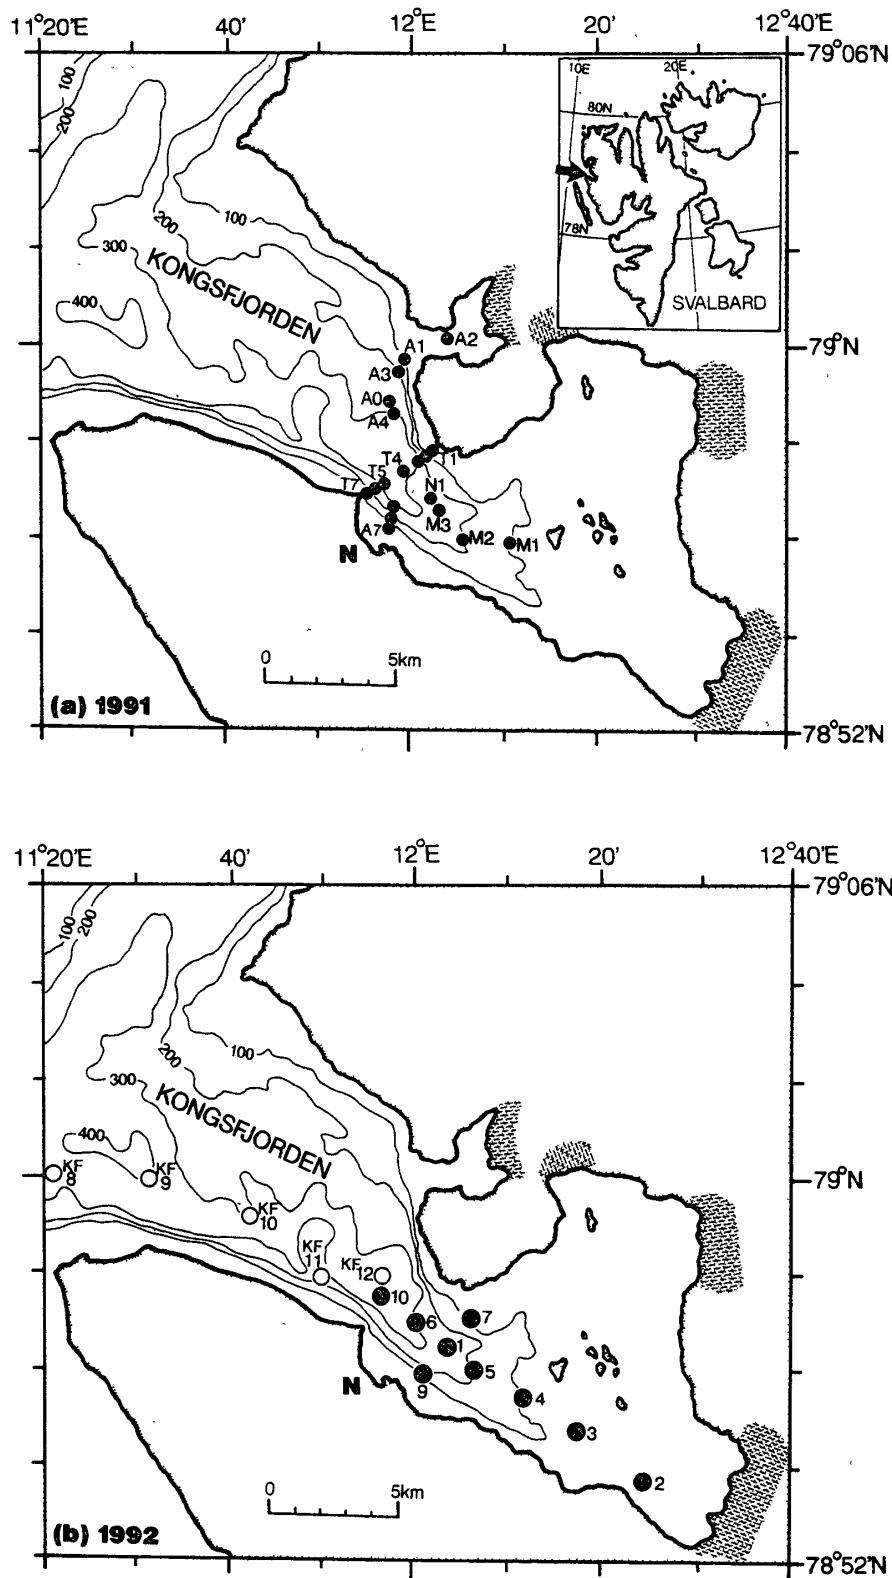 11°20'E 40' 12°E 20' 12°40'E
79°06'N
10E 20E
80N
78N
SVALBARD
100
200
200
100
300
400
KONGSFJORDEN
A2
A1
A3
79°N
A0
A4
T1
T4
T5
T7
N1
M3
A7
M2
M1
N
0 5km
(a) 1991
78°52'N
11°20'E 40' 12°E 20' 12°40'E
79°06'N
100
200
200
100
300
400
KONGSFJORDEN
KF
8
KF
9
79°N
KF
10
KF
11
KF
12
10
6
7
1
5
9
N
4
3
2
0 5km
(b) 1992
78°52'N